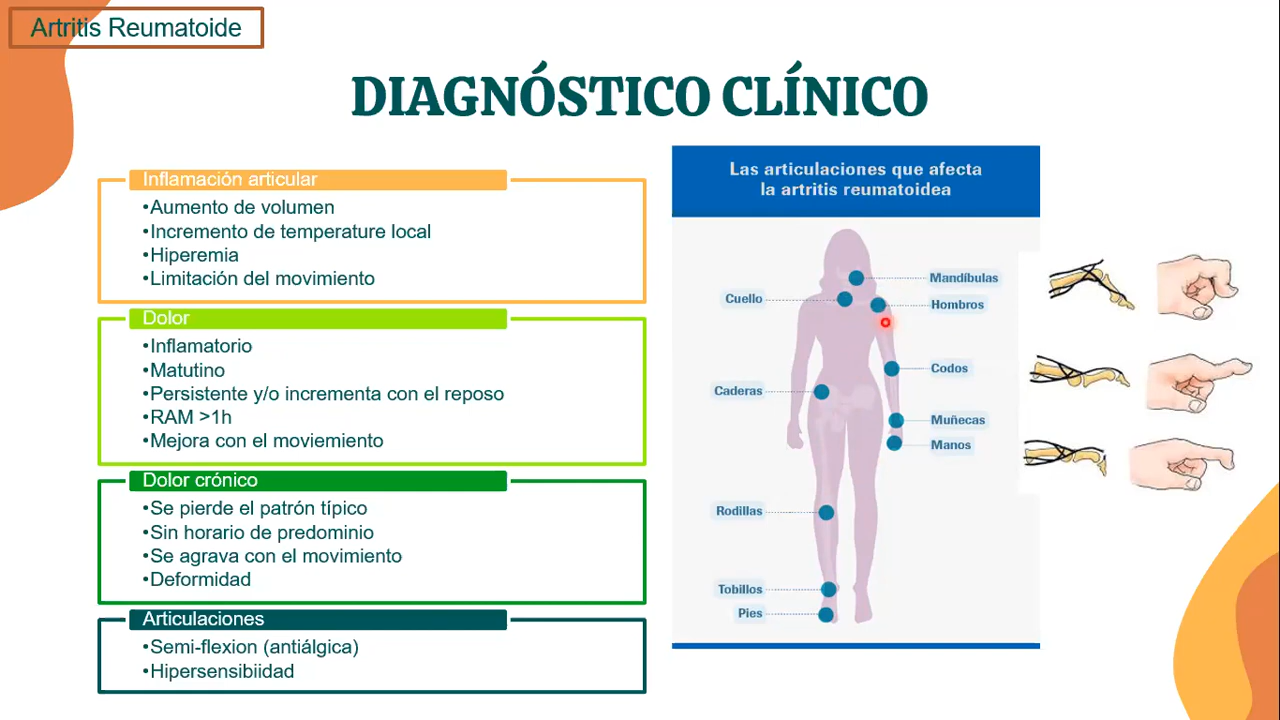 Artritis Reumatoide
DIAGNÓSTICO CLÍNICO
Inflamación articular
•Aumento de volumen
•Incremento de temperature local
•Hiperemia
•Limitación del movimiento
Dolor
•Inflamatorio
•Matutino
•Persistente y/o incrementa con el reposo
•RAM >1h
•Mejora con el moviemiento
Dolor crónico
•Se pierde el patrón típico
•Sin horario de predominio
•Se agrava con el movimiento
•Deformidad
Articulaciones
•Semi-flexion (antiálgica)
•Hipersensibiidad
Las articulaciones que afecta
la artritis reumatoidea
Mandíbulas
Cuello
Hombros
Codos
Caderas
Muñecas
Manos
Rodillas
Tobillos
Pies